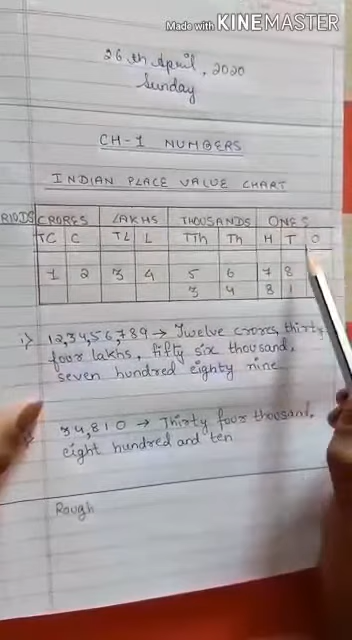 Made with KINEMASTER
26th April, 2020
Sunday
CH-1 NUMBERS
INDIAN PLACE VALUE CHART
RIODS CRORES LAKHS THOUSANDS ONES
TC C TL L TTh Th H T O
1 2 3 4 5 6 7 8
3 4 8 1
i) 12,34,56,789 → Twelve crores, thirty
four lakhs, fifty six thousand,
seven hundred eighty nine
34,810 → Thirty four thousand,
eight hundred and ten
Rough